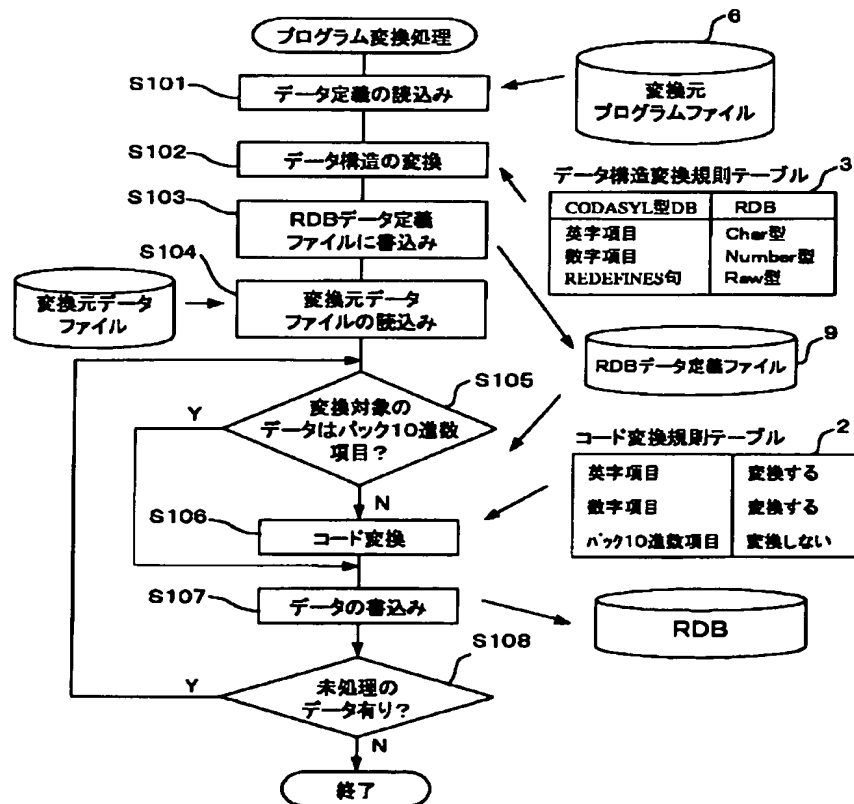 プログラム変換処理
6
変換元
プログラムファイル
S101
データ定義の読込み
S102
データ構造の変換
データ構造変換規則テーブル
3
CODASYL型DB RDB
英字項目 Char型
数字項目 Number型
REDEFINES句 Raw型
S103
RDBデータ定義
ファイルに書込み
S104
変換元データ
ファイル
変換元データ
ファイルの読込み
9
RDBデータ定義ファイル
S105
変換対象の
データはパック10進数
項目?
Y
N
コード変換規則テーブル
2
英字項目 変換する
数字項目 変換する
パック10進数項目 変換しない
S106
コード変換
S107
データの書込み
RDB
S108
未処理の
データ有り?
Y
N
終了